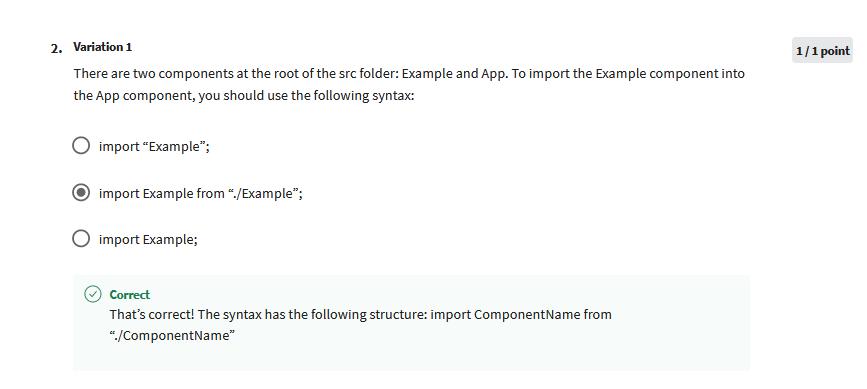 2. Variation 1
1 / 1 point
There are two components at the root of the src folder: Example and App. To import the Example component into
the App component, you should use the following syntax:
import “Example”;
import Example from “./Example”;
import Example;
Correct
That’s correct! The syntax has the following structure: import ComponentName from
“./ComponentName”